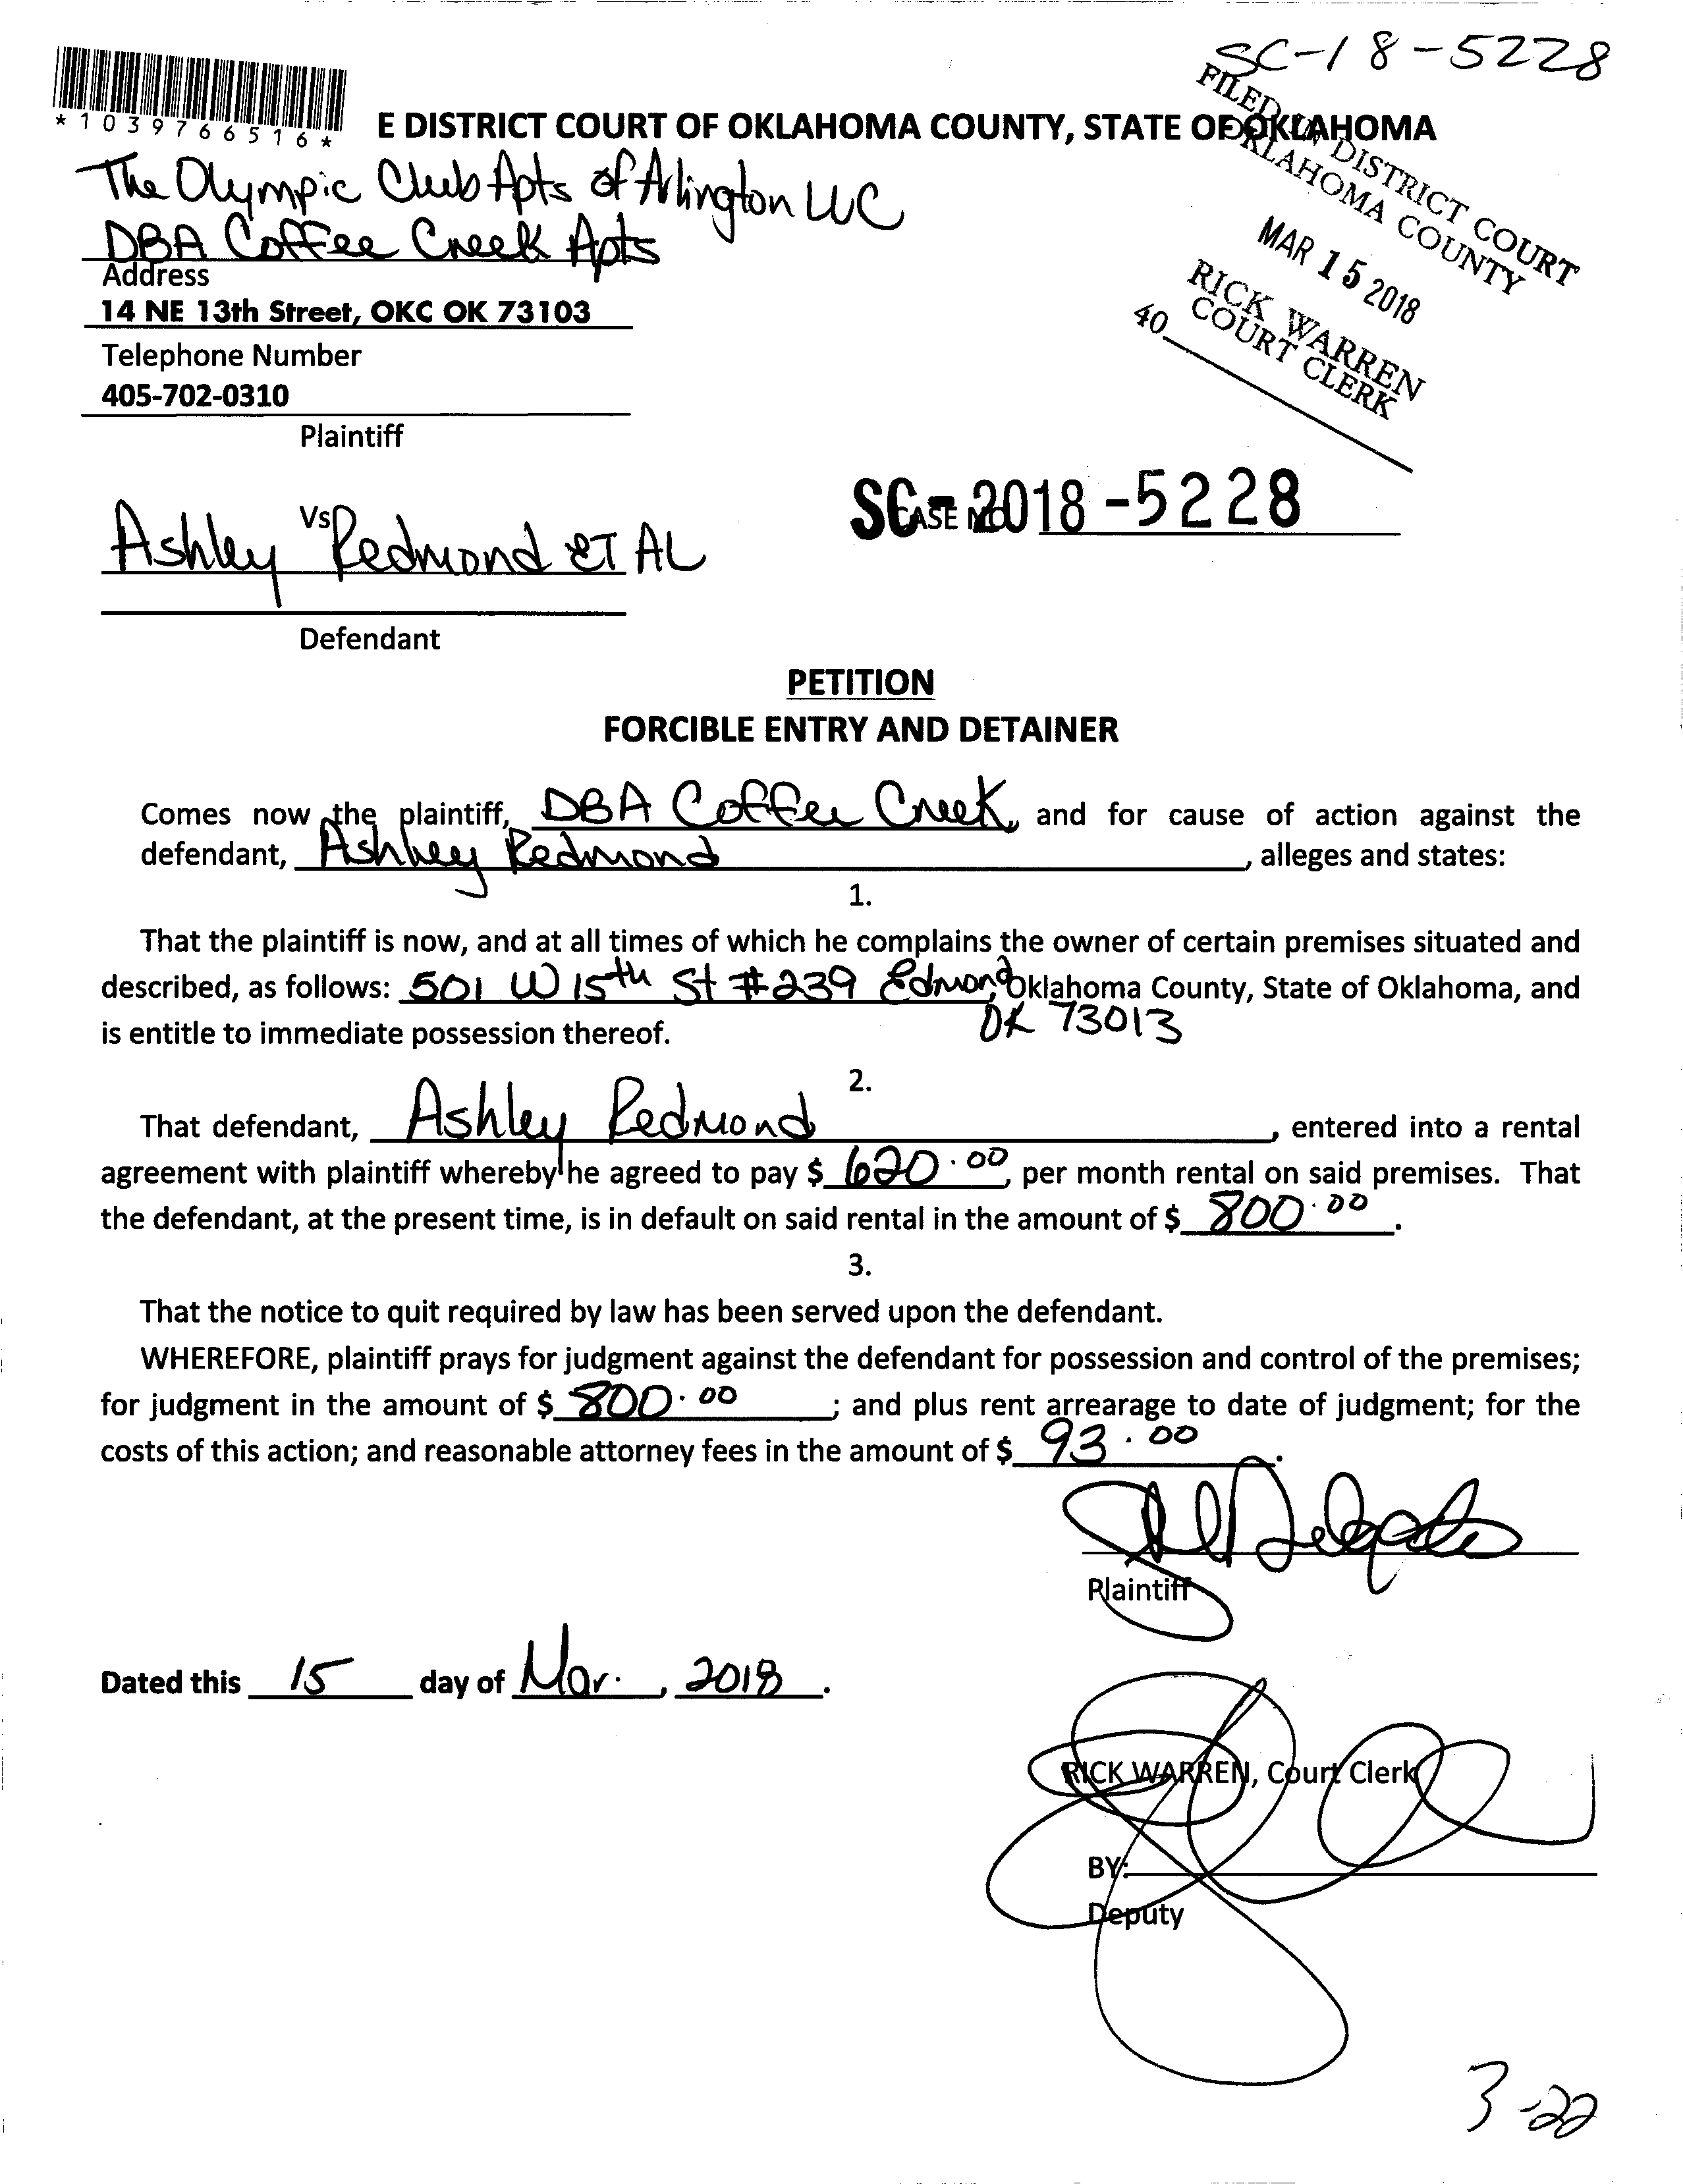 SC-18-5228
*1039766516*
E DISTRICT COURT OF OKLAHOMA COUNTY, STATE OF OKLAHOMA
FILED IN DISTRICT COURT
OKLAHOMA COUNTY
MAR 15 2018
RICK WARREN
COURT CLERK
40
The Olympic Club Apts of Arlington LLC
DBA Coffee Creek Apts
Address
14 NE 13th Street, OKC OK 73103
Telephone Number
405-702-0310
Plaintiff
Vs
SC-2018-5228
CASE NO
Ashley Redmond ET AL
Defendant
PETITION
FORCIBLE ENTRY AND DETAINER
Comes now the plaintiff, DBA Coffee Creek, and for cause of action against the
defendant, Ashley Redmond, alleges and states:
1.
That the plaintiff is now, and at all times of which he complains the owner of certain premises situated and
described, as follows: 501 W 15th St #239 Edmond, Oklahoma County, State of Oklahoma, and
OK 73013
is entitle to immediate possession thereof.
2.
That defendant, Ashley Redmond, entered into a rental
agreement with plaintiff whereby he agreed to pay $ 620.00, per month rental on said premises. That
the defendant, at the present time, is in default on said rental in the amount of $ 800.00.
3.
That the notice to quit required by law has been served upon the defendant.
WHEREFORE, plaintiff prays for judgment against the defendant for possession and control of the premises;
for judgment in the amount of $ 800.00; and plus rent arrearage to date of judgment; for the
costs of this action; and reasonable attorney fees in the amount of $ 93.00.
Plaintiff
Dated this 15 day of Mar., 2018.
RICK WARREN, Court Clerk
BY:
Deputy
3-22